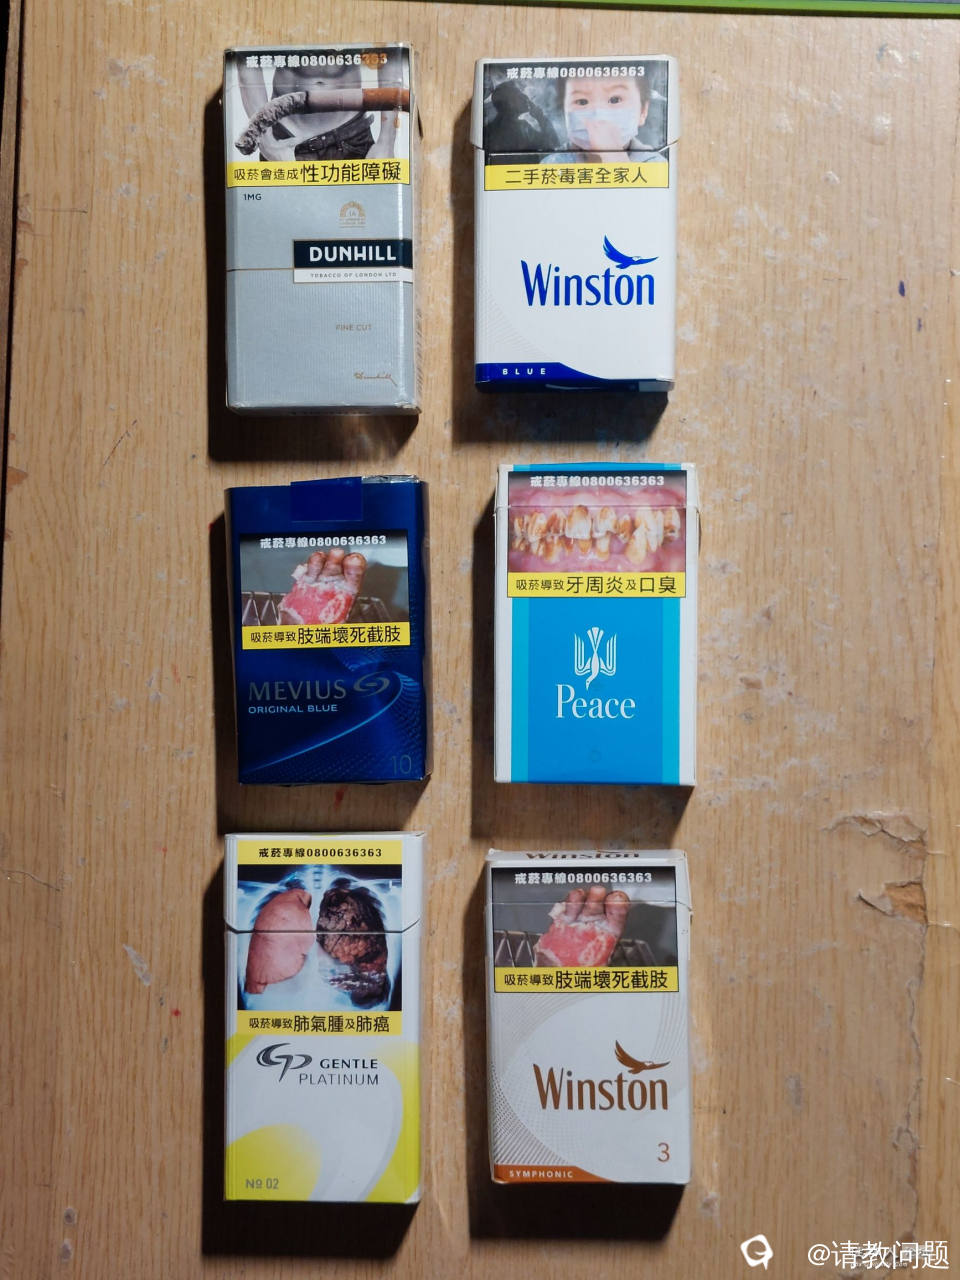 戒菸專線0800636363
吸菸會造成性功能障礙
1MG
DUNHILL
TOBACCO OF LONDON LTD
FINE CUT
戒菸專線0800636363
二手菸毒害全家人
Winston
BLUE
戒菸專線0800636363
吸菸導致肢端壞死截肢
MEVIUS
ORIGINAL BLUE
10
戒菸專線0800636363
吸菸導致牙周炎及口臭
Peace
戒菸專線0800636363
吸菸導致肺氣腫及肺癌
GP GENTLE
PLATINUM
№ 02
Winston
戒菸專線0800636363
吸菸導致肢端壞死截肢
Winston
3
SYMPHONIC
@请教问题